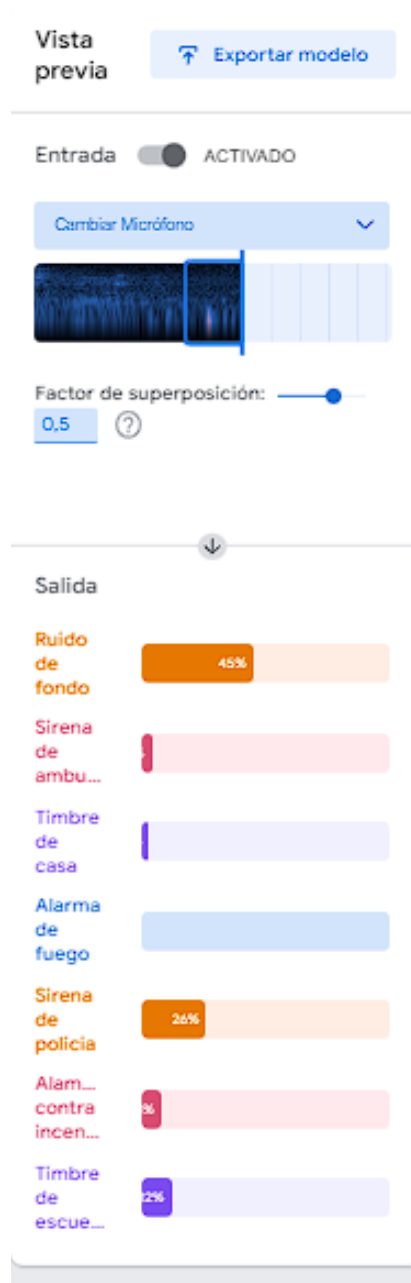 Vista
previa
Exportar modelo
Entrada
ACTIVADO
Cambiar Micrófono
Factor de superposición:
0,5
?
Salida
Ruido
de
fondo
45%
Sirena
de
ambu...
Timbre
de
casa
Alarma
de
fuego
Sirena
de
policia
26%
Alam...
contra
incen...
%
Timbre
de
escue...
12%